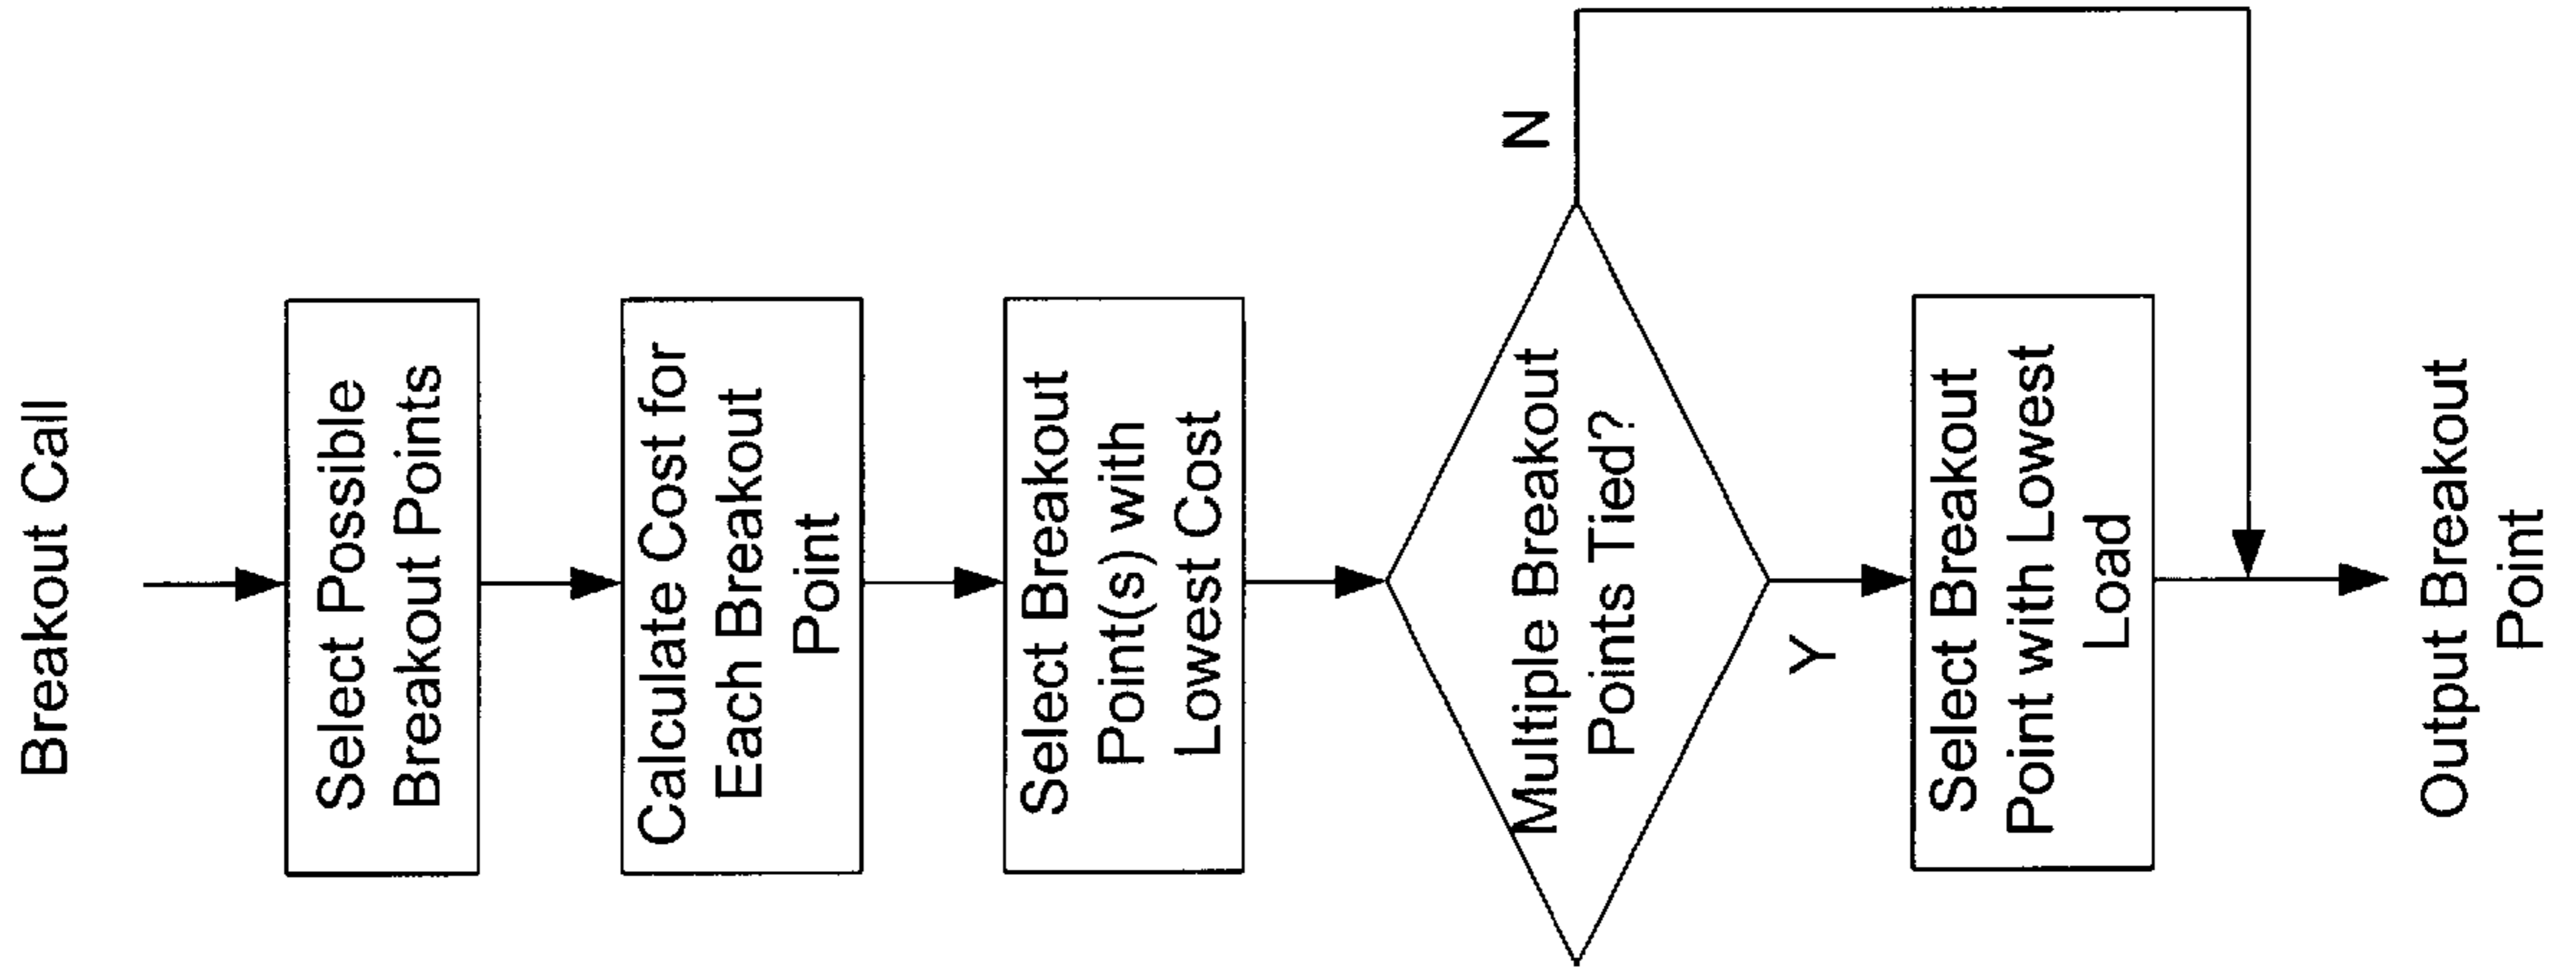 Breakout Call
Select Possible
Breakout Points
Calculate Cost for
Each Breakout
Point
Select Breakout
Point(s) with
Lowest Cost
Multiple Breakout
Points Tied?
N
Y
Select Breakout
Point with Lowest
Load
Output Breakout
Point